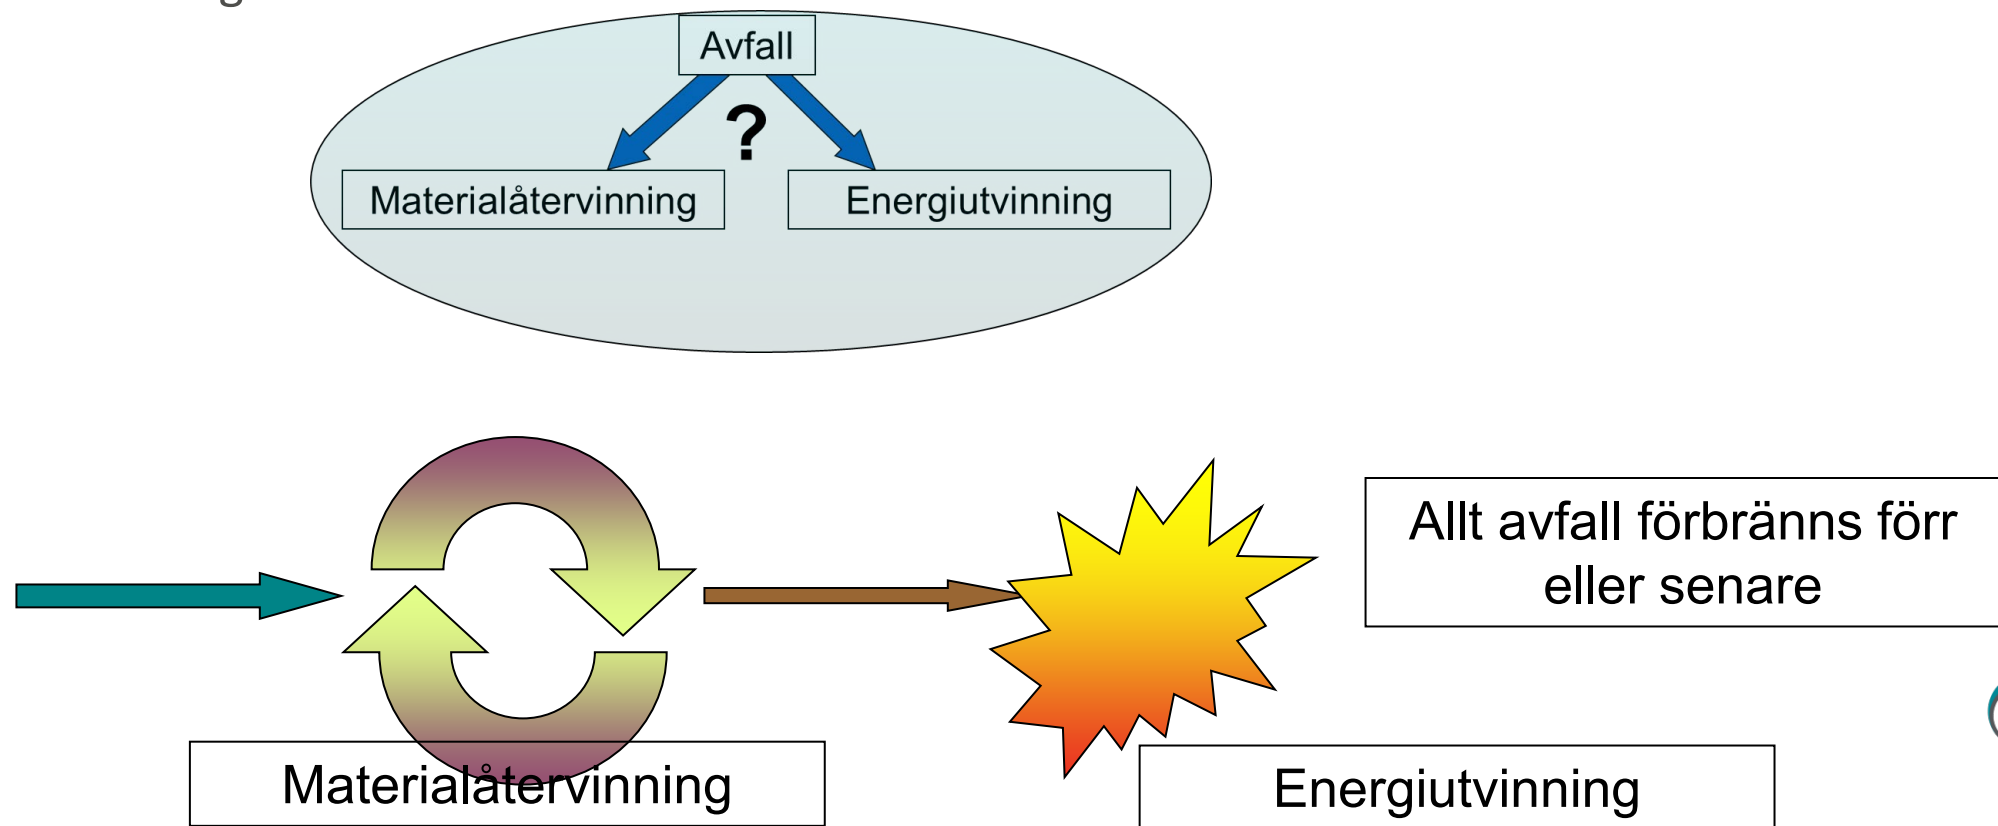 Avfall
?
Materialåtervinning
Energiutvinning
Allt avfall förbränns förr
eller senare
Materialåtervinning
Energiutvinning